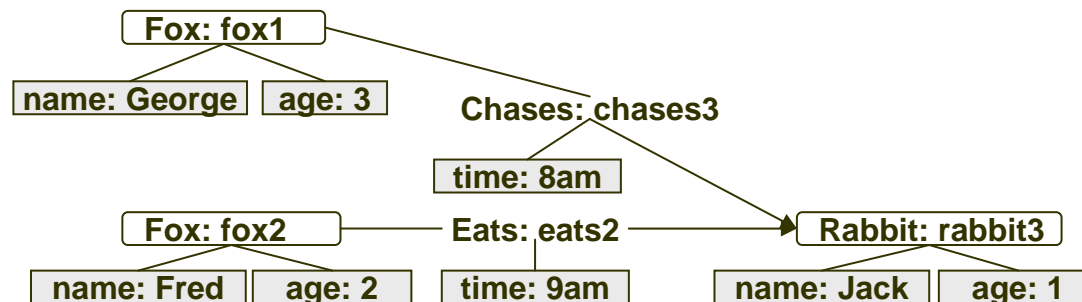 Fox: fox1
name: George
age: 3
Chases: chases3
time: 8am
Fox: fox2
Eats: eats2
Rabbit: rabbit3
name: Fred
age: 2
time: 9am
name: Jack
age: 1